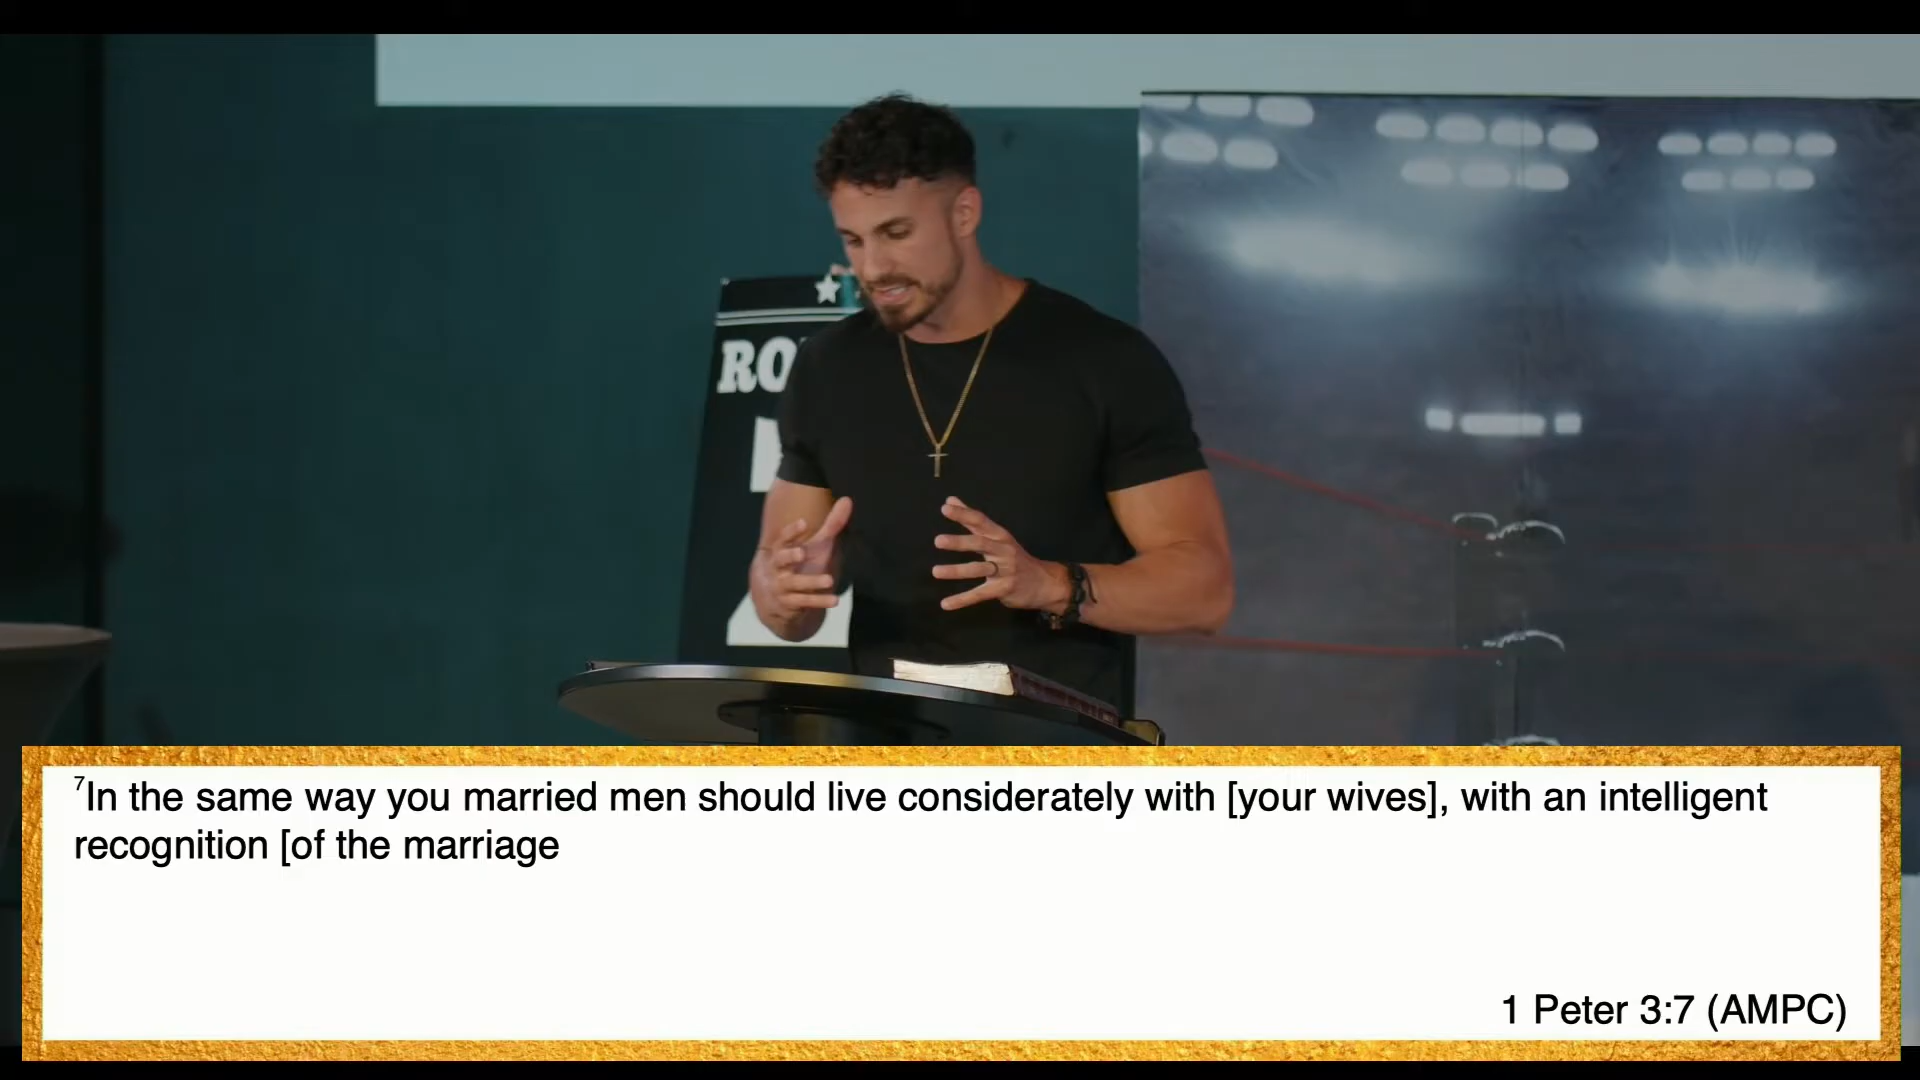 RO
7In the same way you married men should live considerately with [your wives], with an intelligent
recognition [of the marriage
1 Peter 3:7 (AMPC)